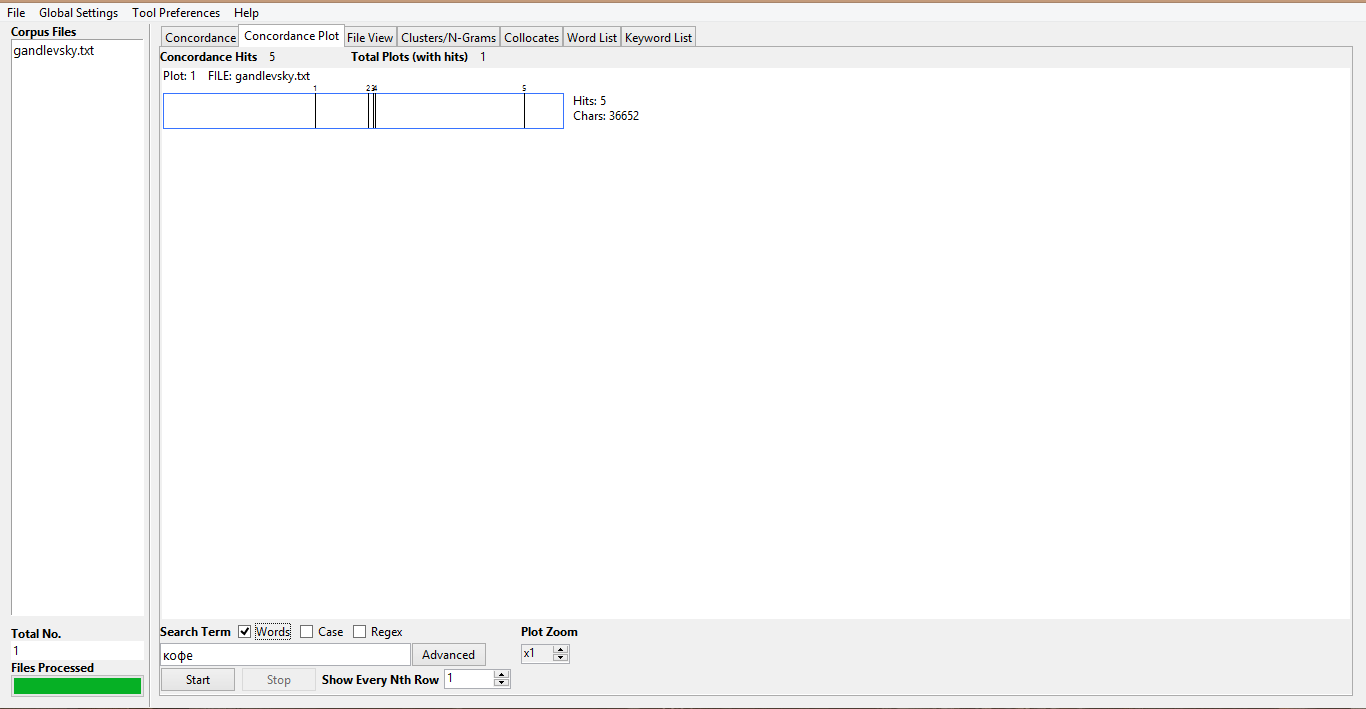 File Global Settings Tool Preferences Help
Corpus Files
gandlevsky.txt
Total No.
1
Files Processed
Concordance Concordance Plot File View Clusters/N-Grams Collocates Word List Keyword List
Concordance Hits 5 Total Plots (with hits) 1
Plot: 1 FILE: gandlevsky.txt
1 2 3 4 5
Hits: 5
Chars: 36652
Search Term Words Case Regex Plot Zoom
кофе Advanced x1
Start Stop Show Every Nth Row 1